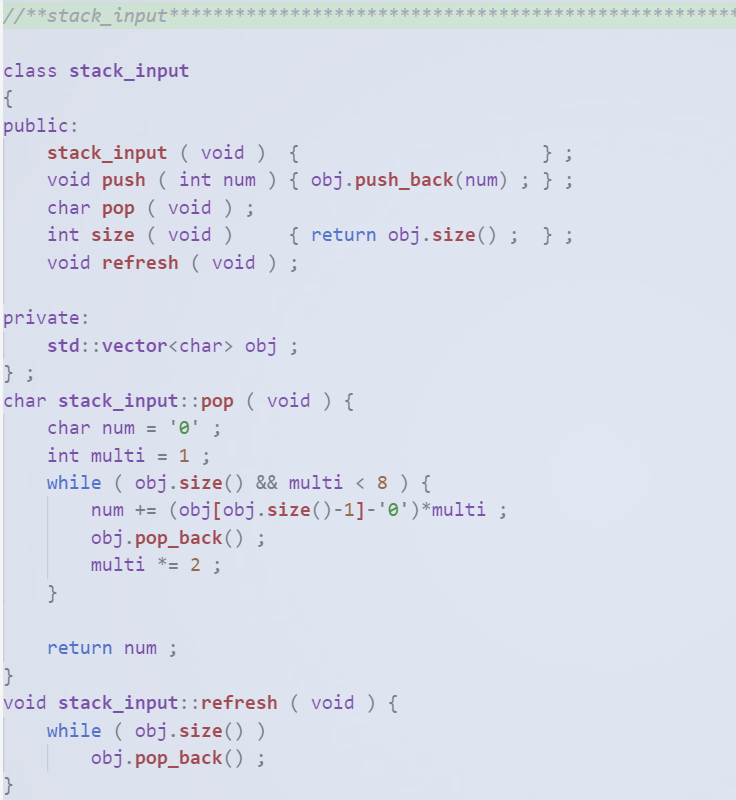 //**stack_input****************************************************

class stack_input
{
public:
    stack_input ( void )  {                      } ;
    void push ( int num ) { obj.push_back(num) ; } ;
    char pop ( void ) ;
    int size ( void )     { return obj.size() ;  } ;
    void refresh ( void ) ;

private:
    std::vector<char> obj ;
} ;
char stack_input::pop ( void ) {
    char num = '0' ;
    int multi = 1 ;
    while ( obj.size() && multi < 8 ) {
        num += (obj[obj.size()-1]-'0')*multi ;
        obj.pop_back() ;
        multi *= 2 ;
    }

    return num ;
}
void stack_input::refresh ( void ) {
    while ( obj.size() )
        obj.pop_back() ;
}